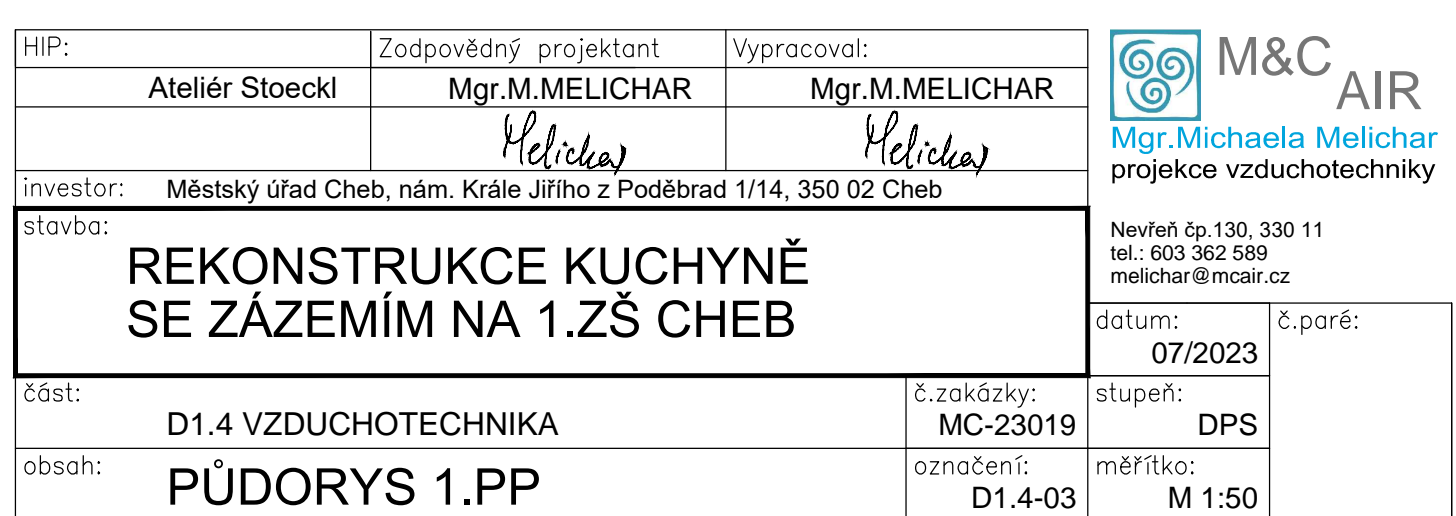 HIP:
Zodpovědný projektant
Vypracoval:
Ateliér Stoeckl
Mgr.M.MELICHAR
Mgr.M.MELICHAR
Melichar
Melichar
investor: Městský úřad Cheb, nám. Krále Jiřího z Poděbrad 1/14, 350 02 Cheb
stavba:
REKONSTRUKCE KUCHYNĚ
SE ZÁZEMÍM NA 1.ZŠ CHEB
část:
D1.4 VZDUCHOTECHNIKA
č.zakázky:
MC-23019
obsah:
PŮDORYS 1.PP
označení:
D1.4-03
M&C AIR
Mgr.Michaela Melichar
projekce vzduchotechniky
Nevřeň čp.130, 330 11
tel.: 603 362 589
melichar@mcair.cz
datum:
07/2023
č.paré:
stupeň:
DPS
měřítko:
M 1:50